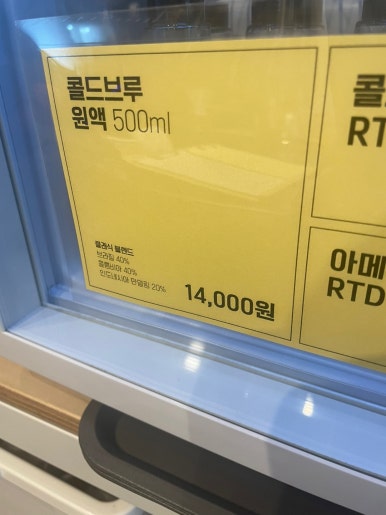 콜드브루
원액 500ml
클래식 블렌드
브라질 40%
콜롬비아 40%
인도네시아 만델링 20%
14,000원
콜
RT
아메
RTD